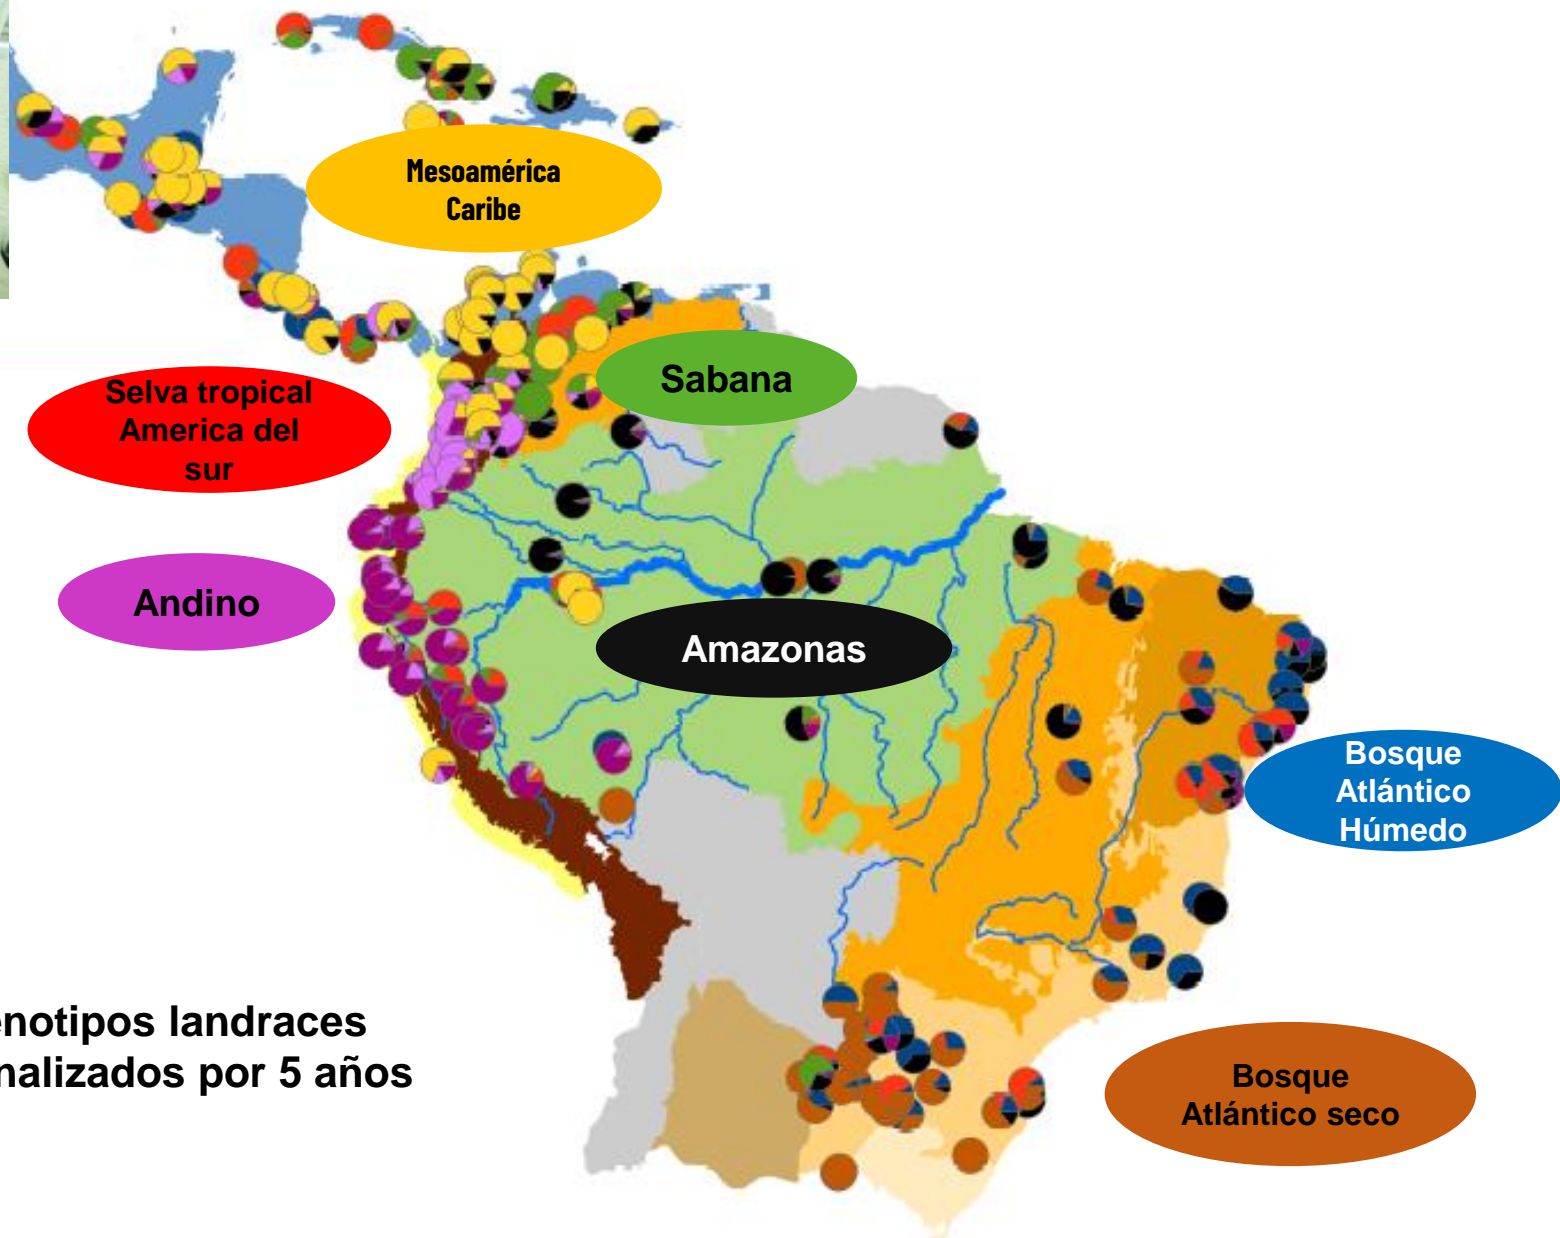 Mesoamérica
Caribe
Sabana
Selva tropical
America del
sur
Andino
Amazonas
Bosque
Atlántico
Húmedo
enotipos landraces
nalizados por 5 años
Bosque
Atlántico seco